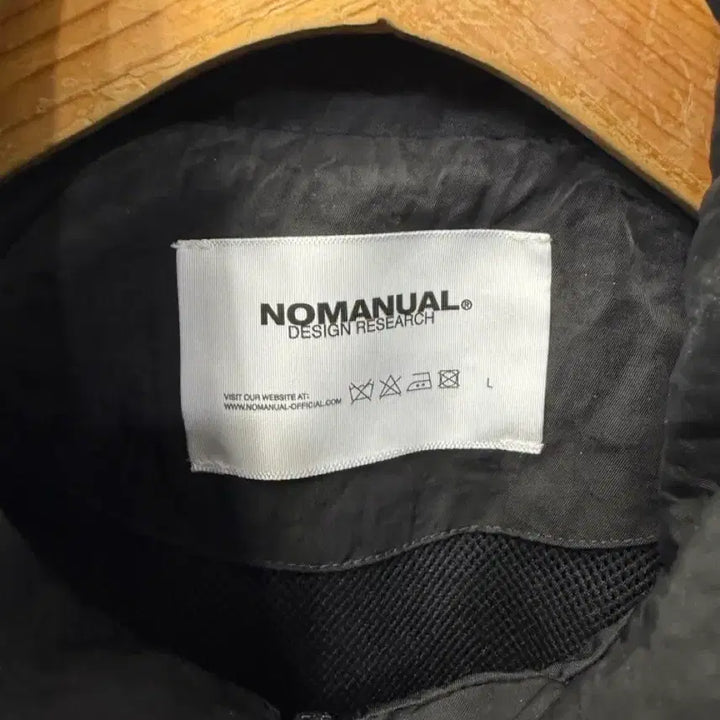 NOMANUAL®
DESIGN RESEARCH
VISIT OUR WEBSITE AT:
WWW.NOMANUAL-OFFICIAL.COM
L